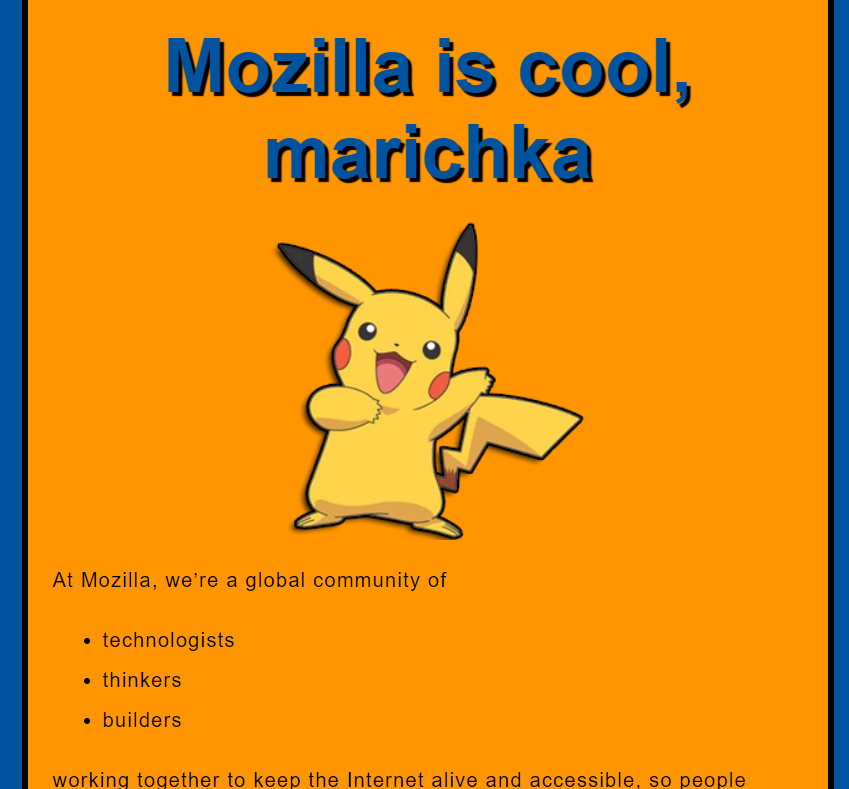 Mozilla is cool,
marichka
At Mozilla, we’re a global community of
• technologists
• thinkers
• builders
working together to keep the Internet alive and accessible, so people